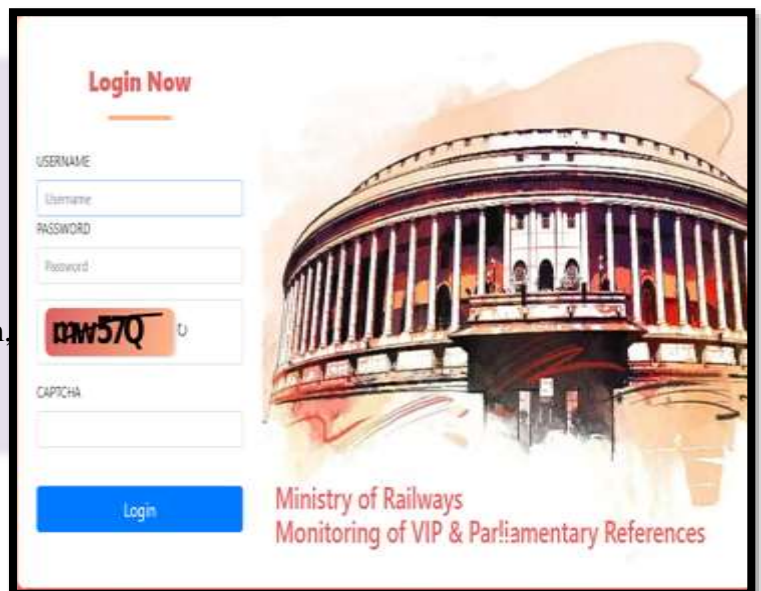 Login Now
USERNAME
Username
PASSWORD
Password
CAPTCHA
Login
Ministry of Railways
Monitoring of VIP & Parliamentary References